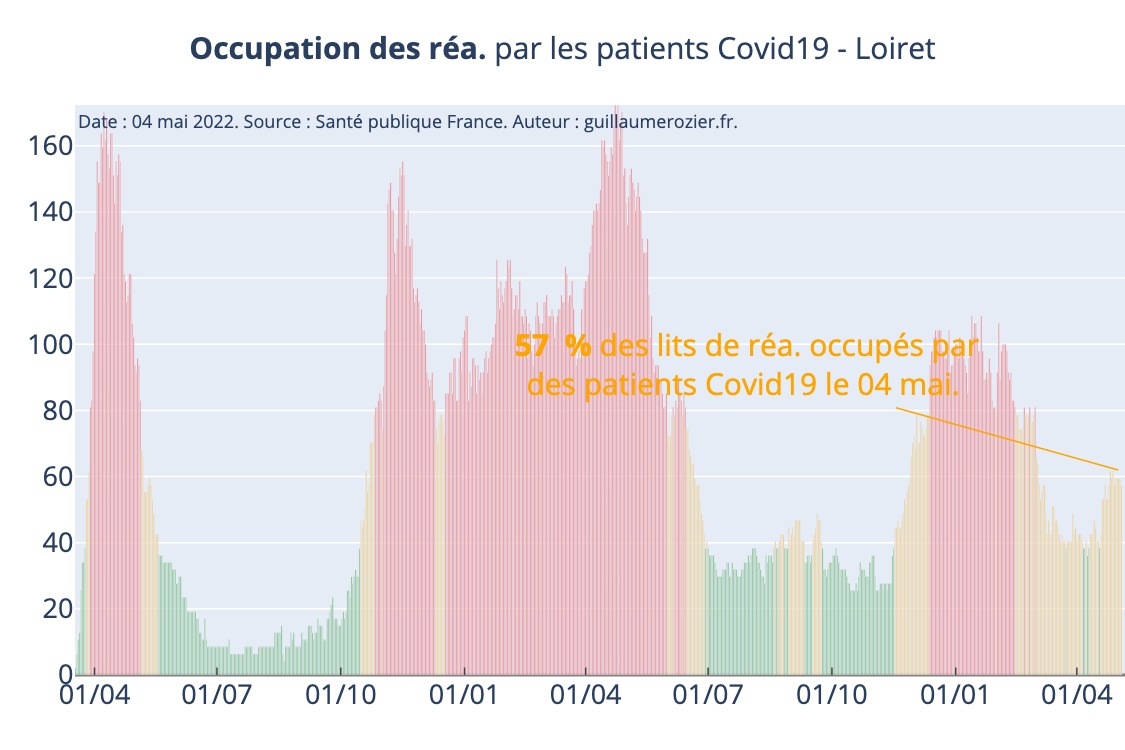 Occupation des réa. par les patients Covid19 - Loiret
Date : 04 mai 2022. Source : Santé publique France. Auteur : guillaumerozier.fr.
160
140
120
100
80
60
40
20
0
57 % des lits de réa. occupés par
des patients Covid19 le 04 mai.
01/04 01/07 01/10 01/01 01/04 01/07 01/10 01/01 01/04